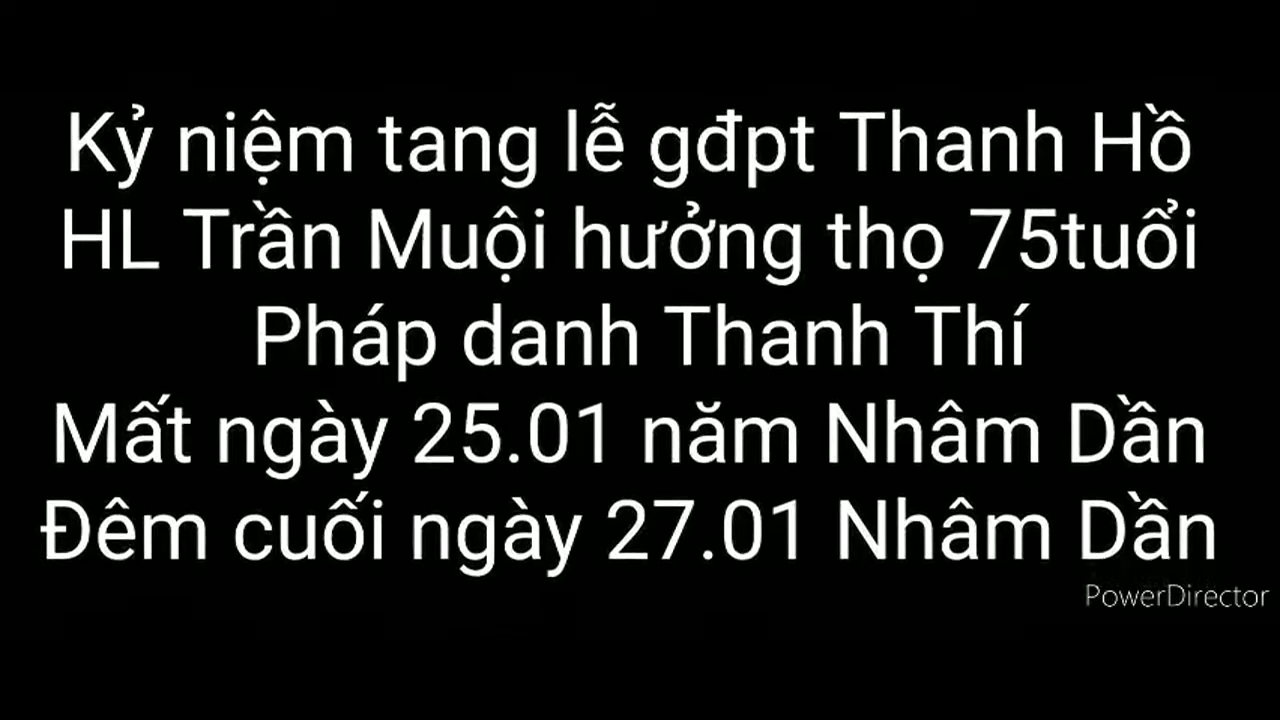 Kỷ niệm tang lễ gđpt Thanh Hồ
HL Trần Muội hưởng thọ 75tuổi
Pháp danh Thanh Thí
Mất ngày 25.01 năm Nhâm Dần
Đêm cuối ngày 27.01 Nhâm Dần
PowerDirector